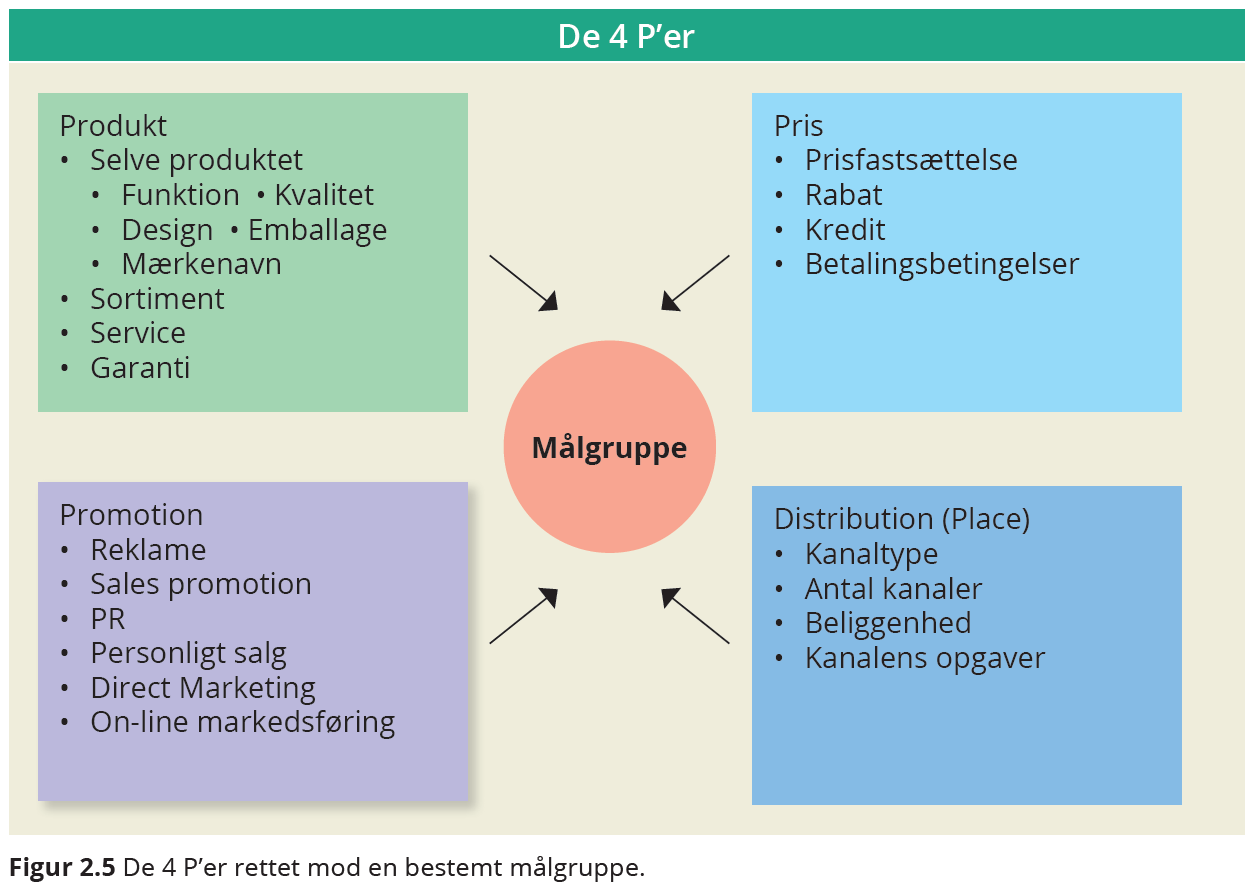 De 4 P’er
Produkt
• Selve produktet
• Funktion • Kvalitet
• Design • Emballage
• Mærkenavn
• Sortiment
• Service
• Garanti
Pris
• Prisfastsættelse
• Rabat
• Kredit
• Betalingsbetingelser
Målgruppe
Promotion
• Reklame
• Sales promotion
• PR
• Personligt salg
• Direct Marketing
• On-line markedsføring
Distribution (Place)
• Kanaltype
• Antal kanaler
• Beliggenhed
• Kanalens opgaver
Figur 2.5 De 4 P’er rettet mod en bestemt målgruppe.